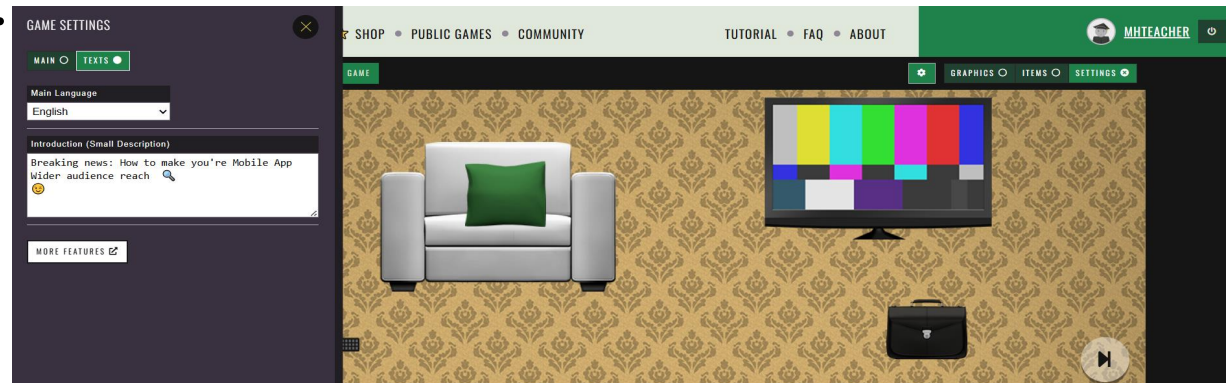 GAME SETTINGS
MAIN TEXTS
Main Language
English
Introduction (Small Description)
Breaking news: How to make you're Mobile App
Wider audience reach 🔍
😉
MORE FEATURES
SHOP • PUBLIC GAMES • COMMUNITY
TUTORIAL • FAQ • ABOUT
MHTEACHER
GAME
GRAPHICS ITEMS SETTINGS